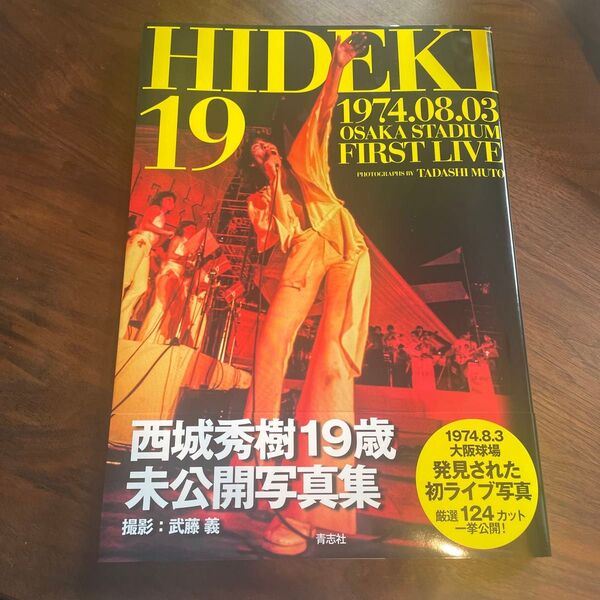 HIDEKI
19
1974.08.03
OSAKA STADIUM
FIRST LIVE
PHOTOGRAPHS BY TADASHI MUTO
西城秀樹19歳
未公開写真集
撮影：武藤 義
青志社
1974.8.3
大阪球場
発見された
初ライブ写真
厳選124カット
一挙公開！